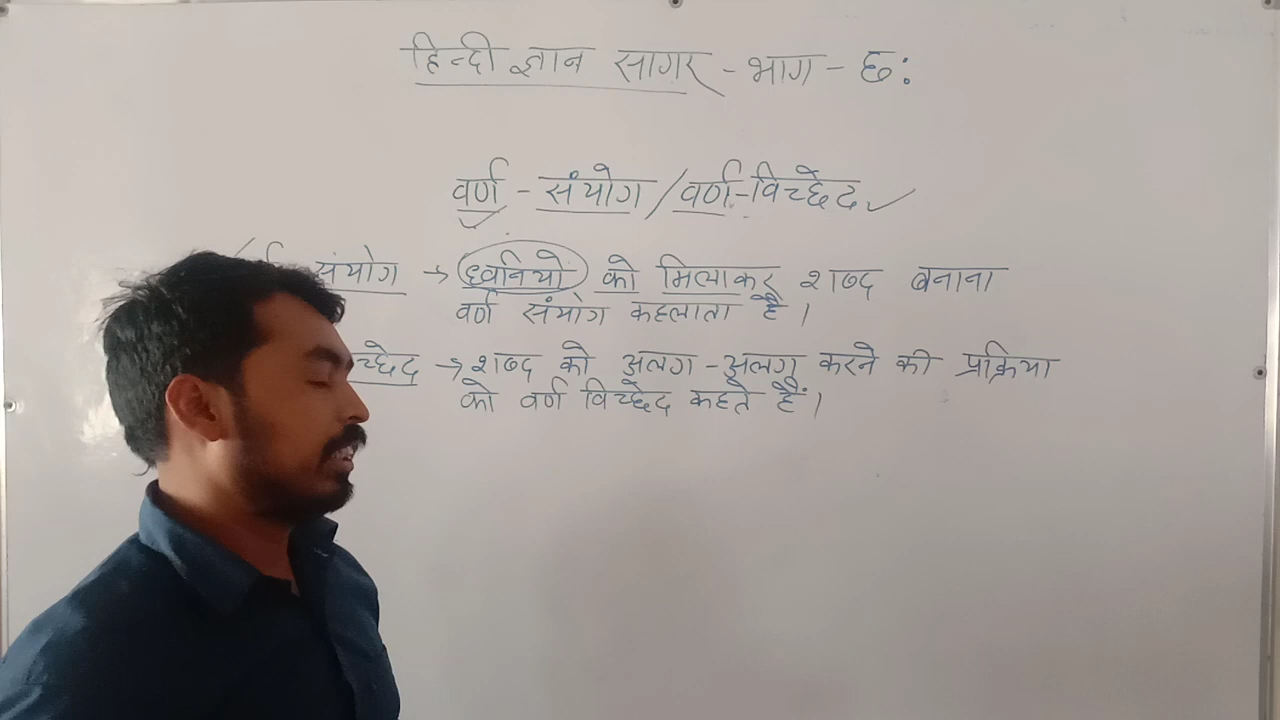 हिन्दी ज्ञान सागर - भाग - छ:
वर्ण - संयोग / वर्ण-विच्छेद
संयोग → ध्वनियो को मिलाकर शब्द बनाना
वर्ण संयोग कहलाता है।
च्छेद → शब्द को अलग - अलग करने की प्रक्रिया
को वर्ण विच्छेद कहते हैं।